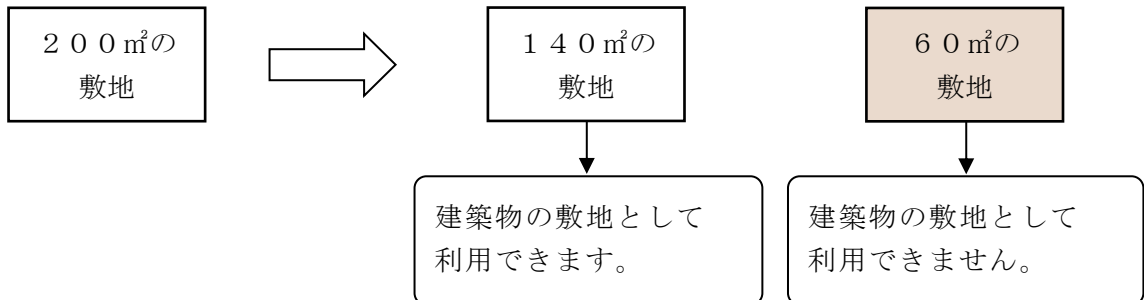 ２００㎡の
敷地
１４０㎡の
敷地
６０㎡の
敷地
建築物の敷地として
利用できます。
建築物の敷地として
利用できません。